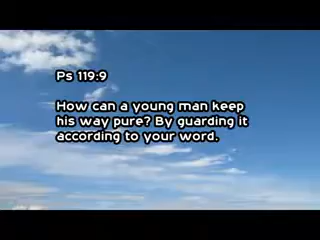 Ps 119:9
How can a young man keep
his way pure? By guarding it
according to your word.